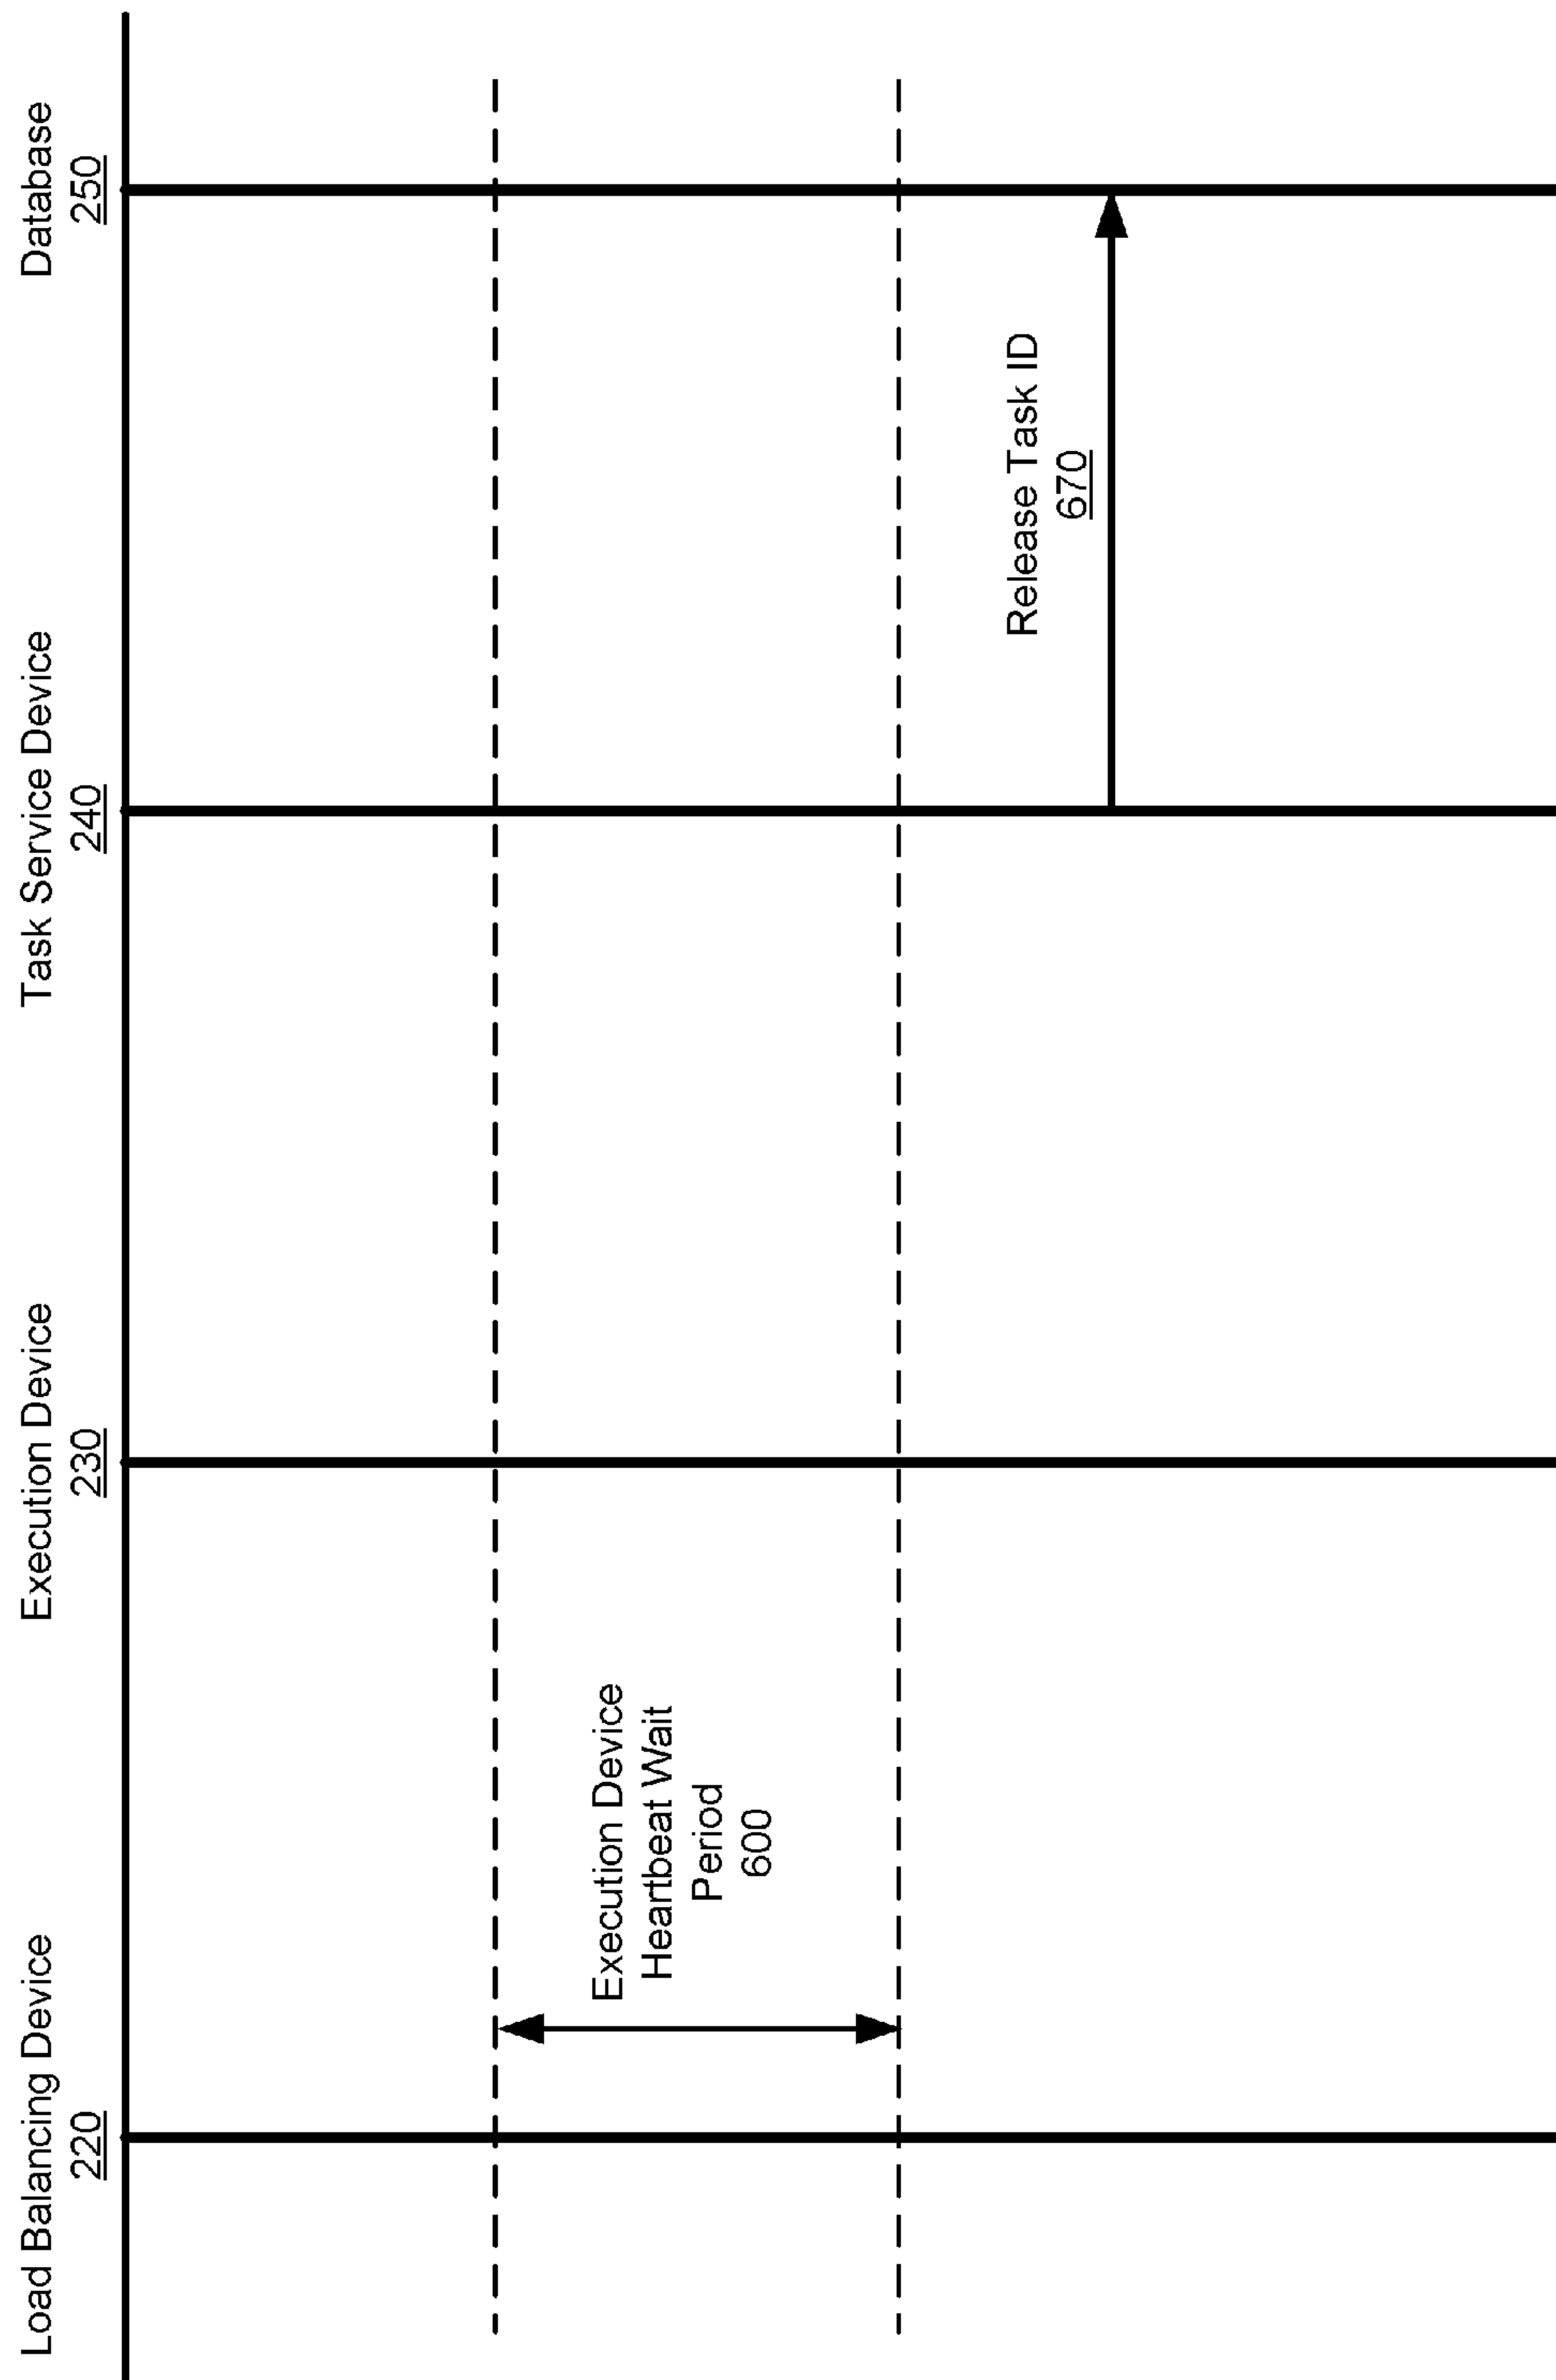 Load Balancing Device
220
Execution Device
230
Task Service Device
240
Database
250
Execution Device
Heartbeat Wait
Period
600
Release Task ID
670